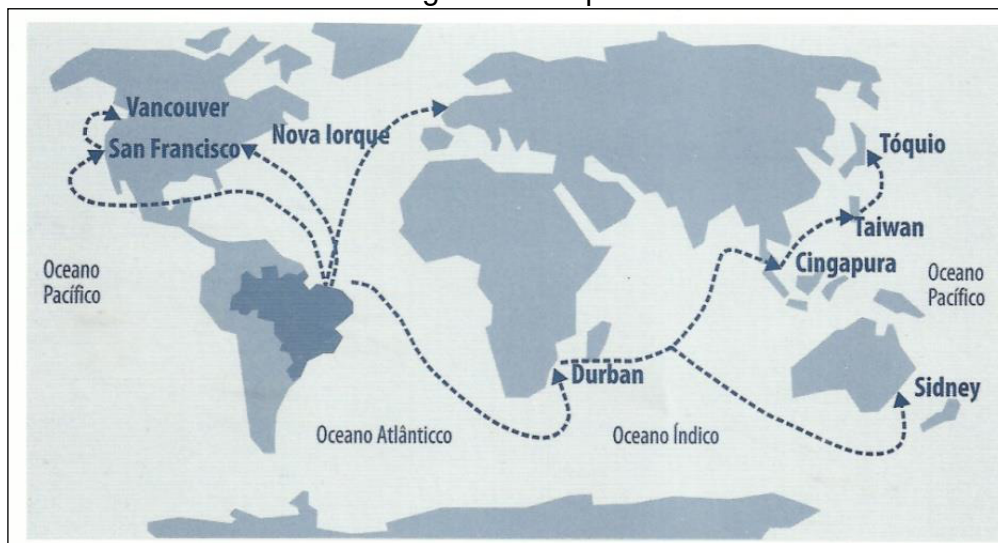 Vancouver
San Francisco
Nova Iorque
Tóquio
Taiwan
Cingapura
Oceano
Pacífico
Oceano
Pacífico
Durban
Sidney
Oceano Atlânticco
Oceano Índico